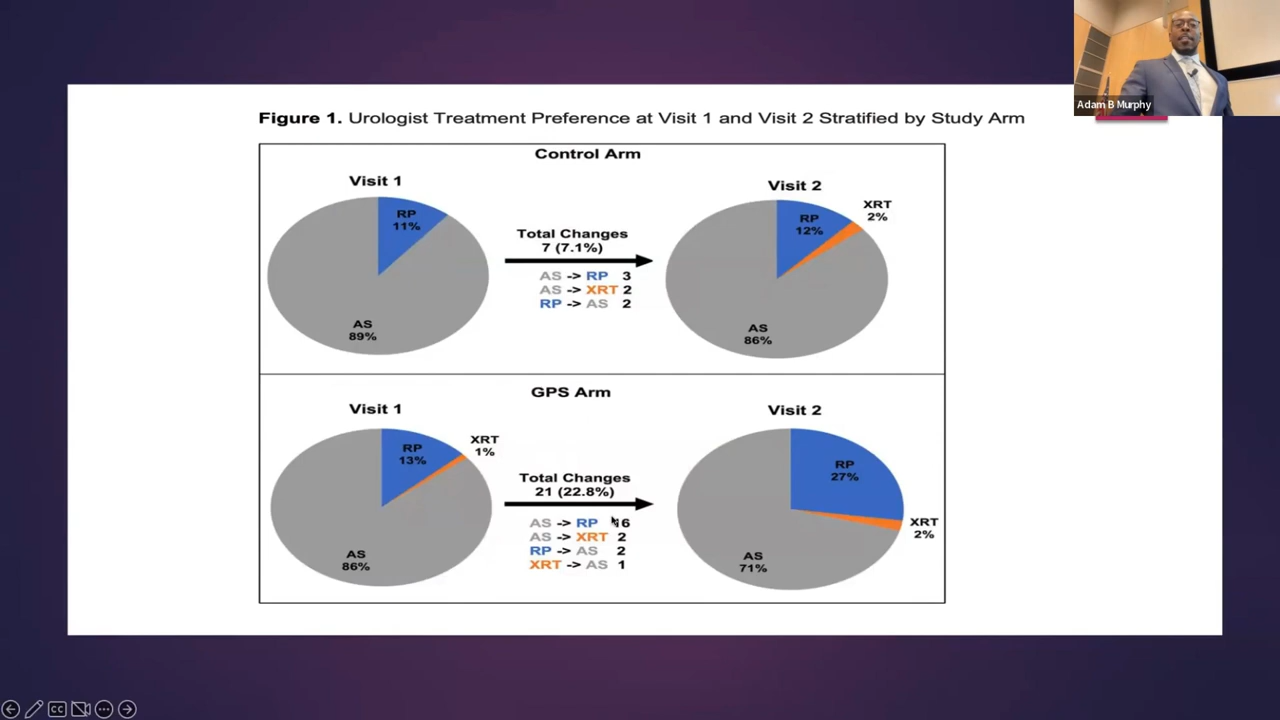 Adam B Murphy
Figure 1. Urologist Treatment Preference at Visit 1 and Visit 2 Stratified by Study Arm
Control Arm
Visit 1
RP
11%
AS
89%
Total Changes
7 (7.1%)
AS -> RP 3
AS -> XRT 2
RP -> AS 2
Visit 2
RP
12%
XRT
2%
AS
86%
GPS Arm
Visit 1
RP
13%
XRT
1%
AS
86%
Total Changes
21 (22.8%)
AS -> RP 16
AS -> XRT 2
RP -> AS 2
XRT -> AS 1
Visit 2
RP
27%
XRT
2%
AS
71%
CC